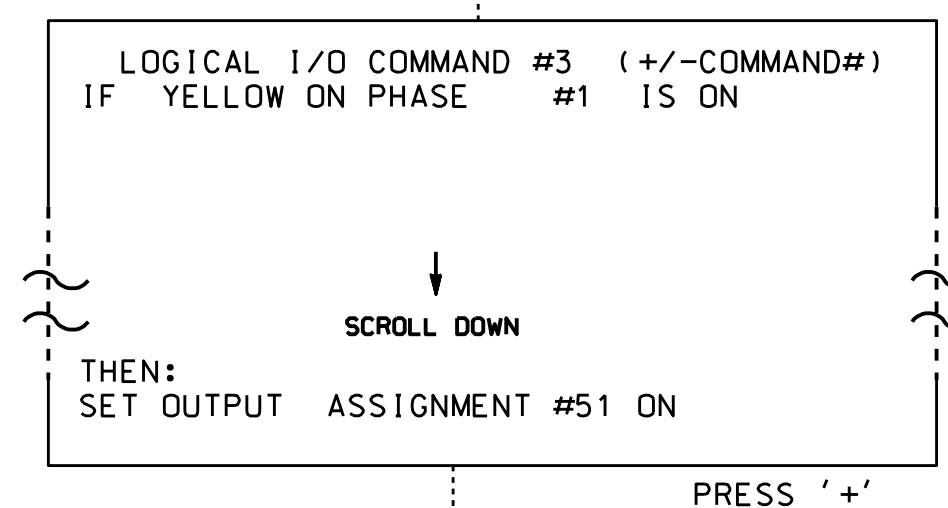 LOGICAL I/O COMMAND #3 (+/-COMMAND#)
IF YELLOW ON PHASE #1 IS ON
SCROLL DOWN
THEN:
SET OUTPUT ASSIGNMENT #51 ON
PRESS '+'